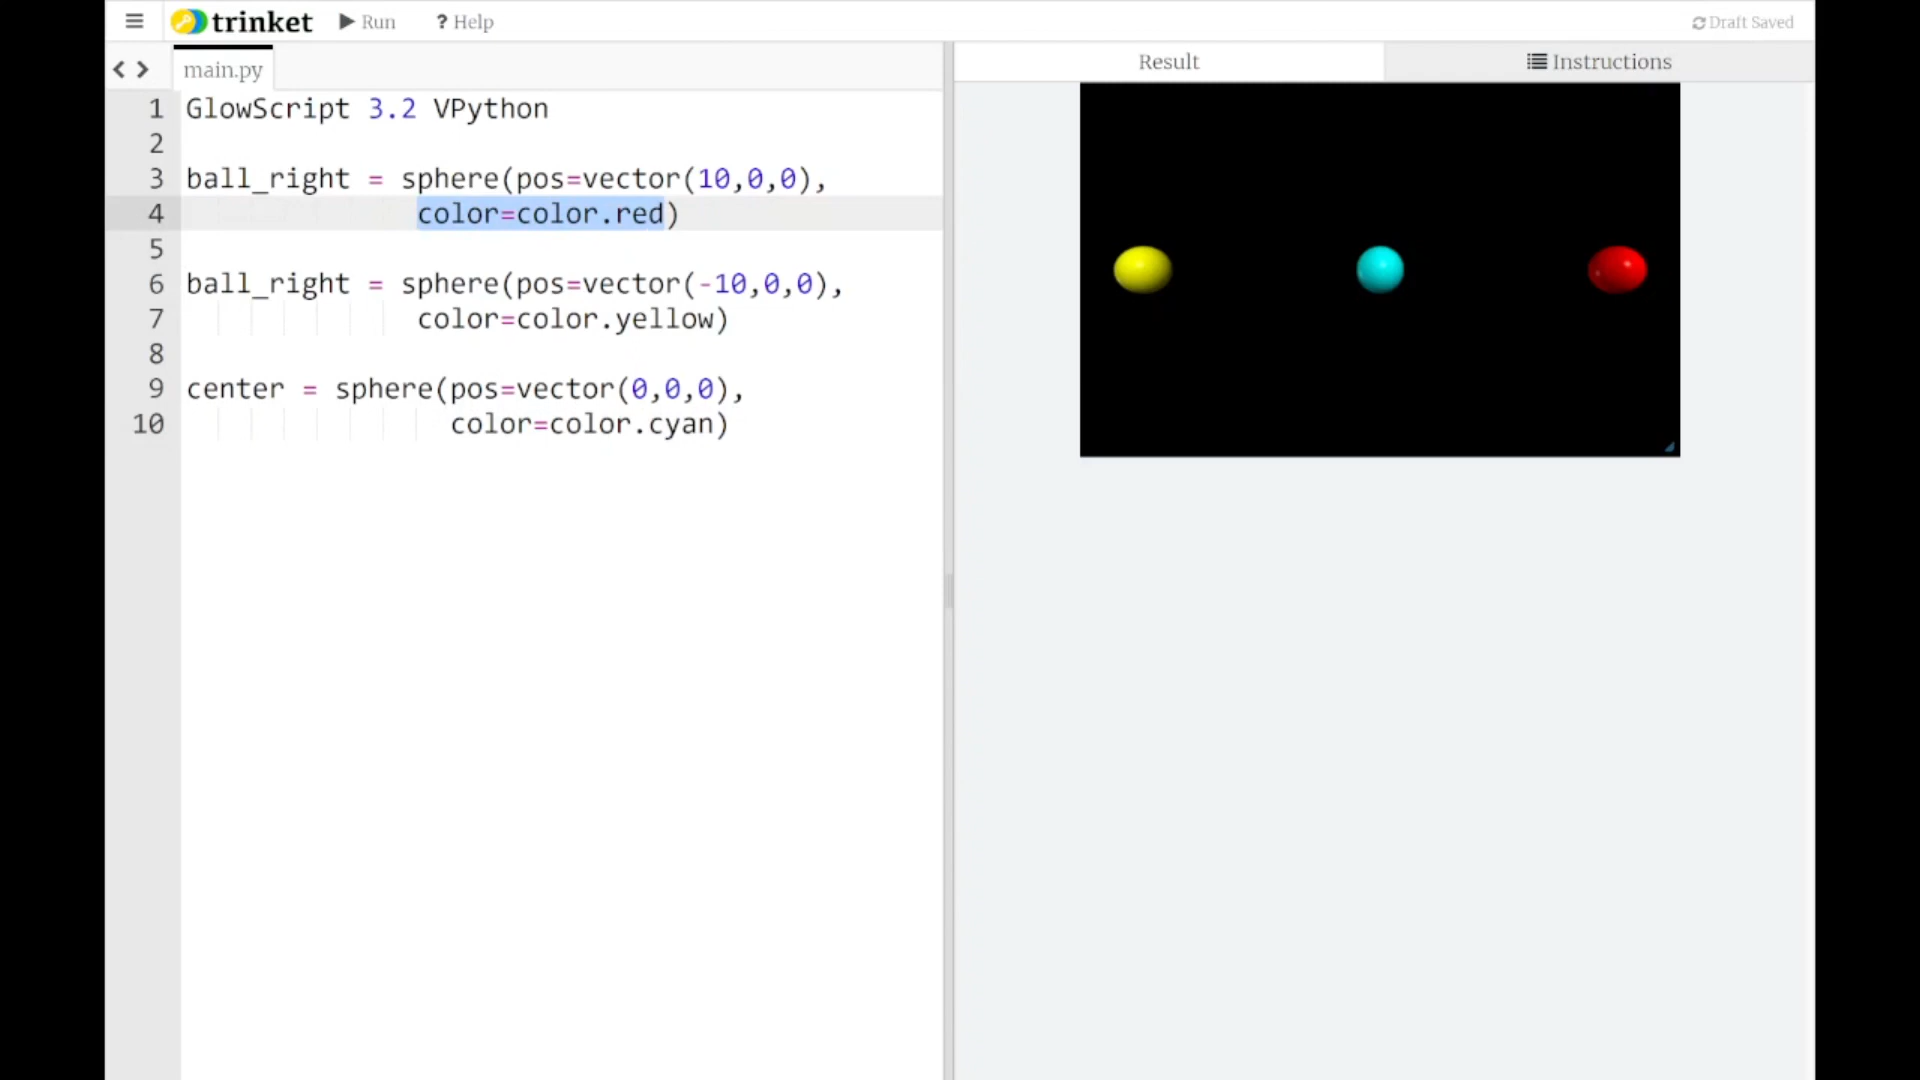 trinket Run ? Help Draft Saved
main.py
Result Instructions
1 GlowScript 3.2 VPython
2
3 ball_right = sphere(pos=vector(10,0,0),
4 color=color.red)
5
6 ball_right = sphere(pos=vector(-10,0,0),
7 color=color.yellow)
8
9 center = sphere(pos=vector(0,0,0),
10 color=color.cyan)